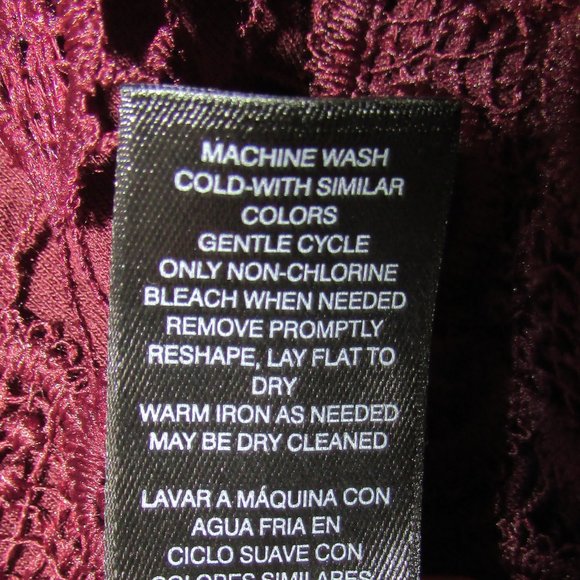 MACHINE WASH
COLD-WITH SIMILAR
COLORS
GENTLE CYCLE
ONLY NON-CHLORINE
BLEACH WHEN NEEDED
REMOVE PROMPTLY
RESHAPE, LAY FLAT TO
DRY
WARM IRON AS NEEDED
MAY BE DRY CLEANED
LAVAR A MÁQUINA CON
AGUA FRIA EN
CICLO SUAVE CON
COLORES SIMILARES